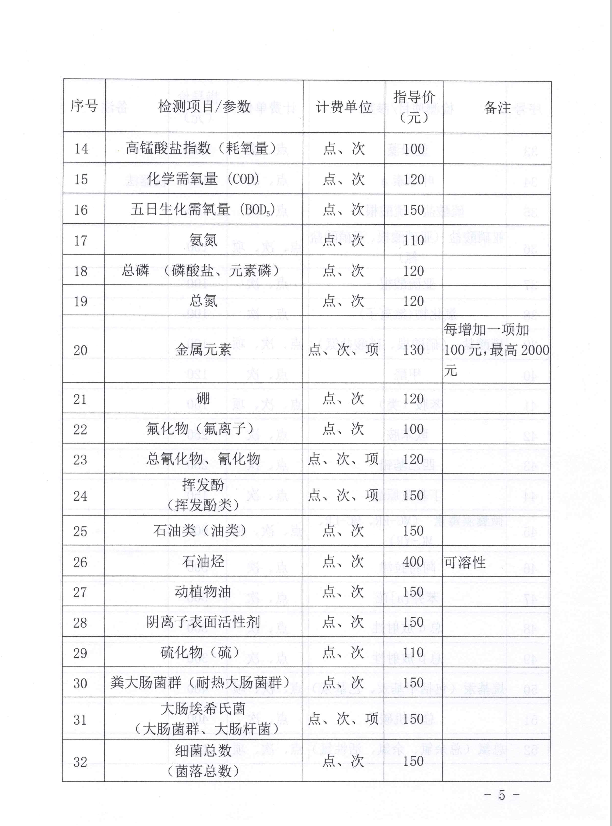 序号 检测项目/参数 计费单位 指导价（元） 备注
14 高锰酸盐指数（耗氧量） 点、次 100
15 化学需氧量 (COD) 点、次 120
16 五日生化需氧量 (BOD₅) 点、次 150
17 氨氮 点、次 110
18 总磷 （磷酸盐、元素磷） 点、次 120
19 总氮 点、次 120
20 金属元素 点、次、项 130 每增加一项加
100元,最高2000
元
21 硼 点、次 120
22 氟化物（氟离子） 点、次 100
23 总氰化物、氰化物 点、次、项 120
24 挥发酚 点、次、项 150
（挥发酚类）
25 石油类（油类） 点、次 150
26 石油烃 点、次 400 可溶性
27 动植物油 点、次 150
28 阴离子表面活性剂 点、次 150
29 硫化物（硫） 点、次 110
30 粪大肠菌群（耐热大肠菌群） 点、次 150
31 大肠埃希氏菌 点、次、项 150
（大肠菌群、大肠杆菌）
32 细菌总数 点、次 150
（菌落总数）
- 5 -